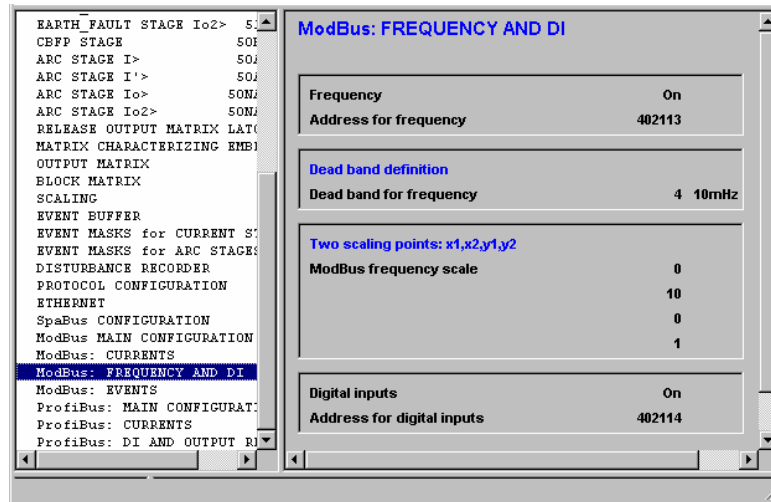 EARTH_FAULT STAGE Io2>
CBFP STAGE
ARC STAGE I>
ARC STAGE I'>
ARC STAGE Io>
ARC STAGE Io2>
RELEASE OUTPUT MATRIX
MATRIX CHARACTERIZING
OUTPUT MATRIX
BLOCK MATRIX
SCALING
EVENT BUFFER
EVENT MASKS for CURRENT
EVENT MASKS for ARC STAGES
DISTURBANCE RECORDER
PROTOCOL CONFIGURATION
ETHERNET
SpaBus CONFIGURATION
ModBus MAIN CONFIGURATION
ModBus: CURRENTS
ModBus: FREQUENCY AND DI
ModBus: EVENTS
ProfiBus: MAIN
ProfiBus: CURRENTS
ProfiBus: DI AND OUTPUT
ModBus: FREQUENCY AND DI
Frequency On
Address for frequency 402113
Dead band definition
Dead band for frequency 4 10mHz
Two scaling points: x1,x2,y1,y2
ModBus frequency scale 0
10
0
1
Digital inputs On
Address for digital inputs 402114